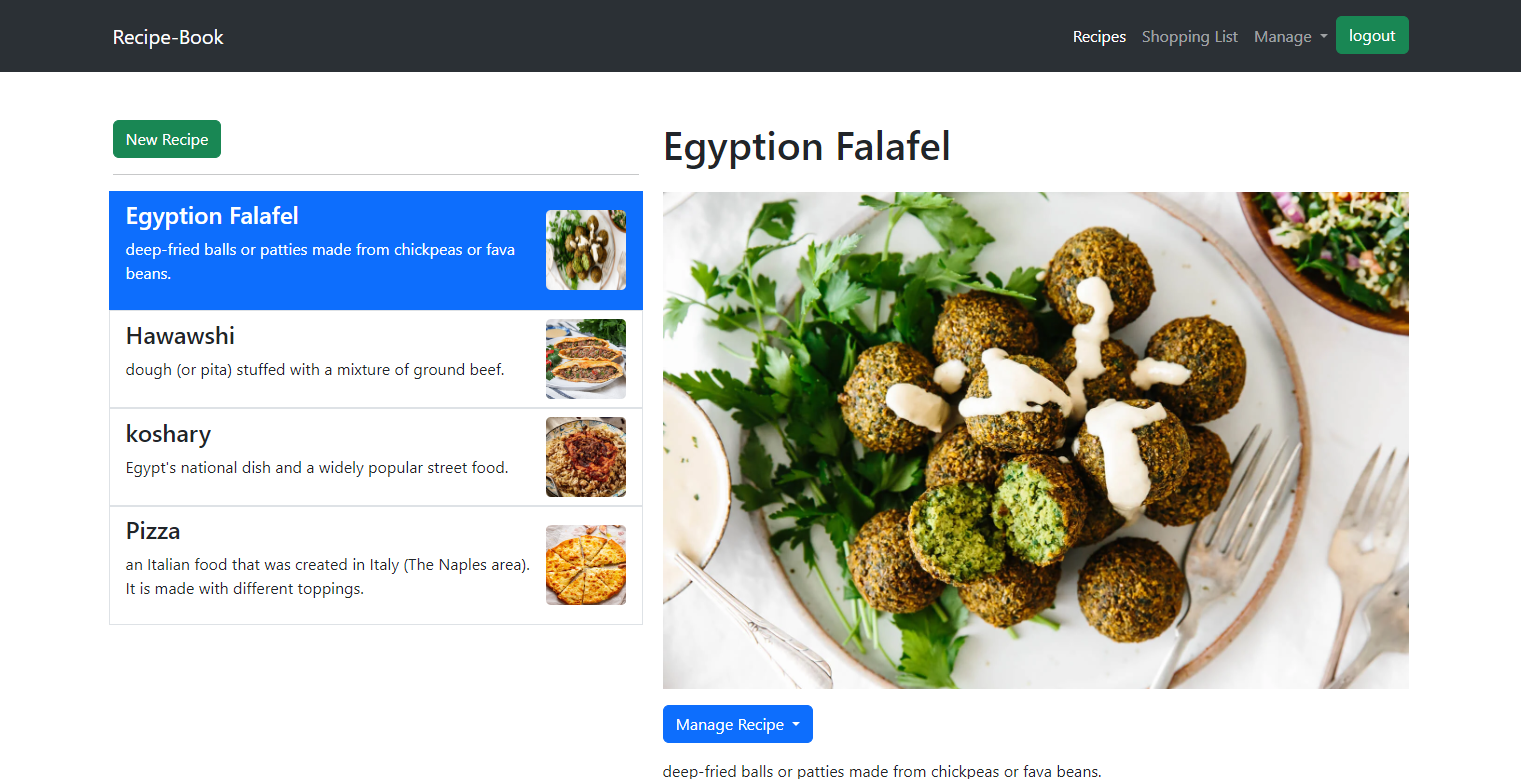 Recipe-Book
Recipes
Shopping List
Manage
logout
New Recipe
Egyption Falafel
deep-fried balls or patties made from chickpeas or fava
beans.
Hawawshi
dough (or pita) stuffed with a mixture of ground beef.
koshary
Egypt's national dish and a widely popular street food.
Pizza
an Italian food that was created in Italy (The Naples area).
It is made with different toppings.
Egyption Falafel
Manage Recipe
deep-fried balls or patties made from chickpeas or fava beans.